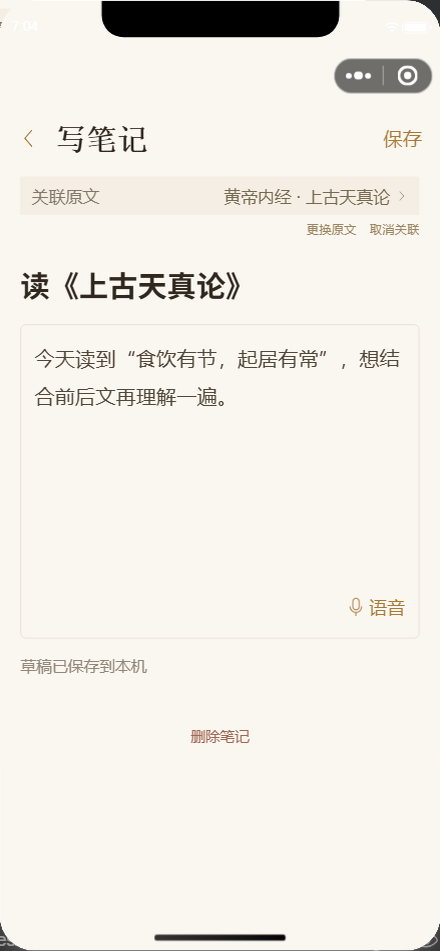 7:04
写笔记
保存
关联原文
黄帝内经 · 上古天真论
更换原文 取消关联
读《上古天真论》
今天读到“食饮有节，起居有常”，想结
合前后文再理解一遍。
语音
草稿已保存到本机
删除笔记